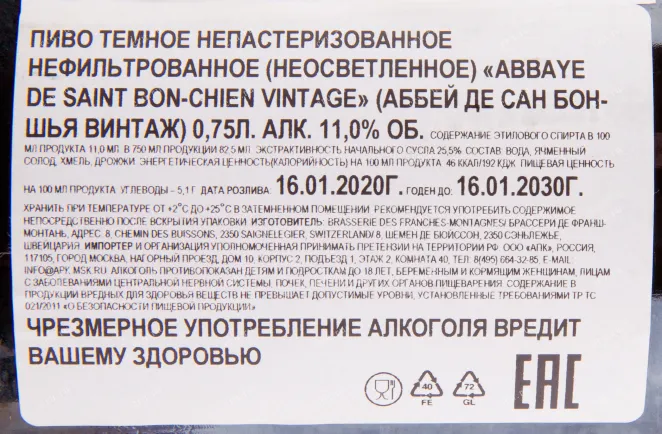 ПИВО ТЕМНОЕ НЕПАСТЕРИЗОВАННОЕ
НЕФИЛЬТРОВАННОЕ (НЕОСВЕТЛЕННОЕ) «ABBAYE
DE SAINT BON-CHIEN VINTAGE» (АББЕЙ ДЕ САН БОН-
ШЬЯ ВИНТАЖ) 0,75Л. АЛК. 11,0% ОБ. СОДЕРЖАНИЕ ЭТИЛОВОГО СПИРТА В 100
МЛ ПРОДУКТА 11,0 МЛ. В 750 МЛ ПРОДУКЦИИ 82,5 МЛ. ЭКСТРАКТИВНОСТЬ НАЧАЛЬНОГО СУСЛА 25,5%. СОСТАВ: ВОДА, ЯЧМЕННЫЙ
СОЛОД, ХМЕЛЬ, ДРОЖЖИ. ЭНЕРГЕТИЧЕСКАЯ ЦЕННОСТЬ(КАЛОРИЙНОСТЬ) НА 100 МЛ ПРОДУКТА: 46 ККАЛ/192 КДЖ. ПИЩЕВАЯ ЦЕННОСТЬ
НА 100 МЛ ПРОДУКТА: УГЛЕВОДЫ – 5,1 Г. ДАТА РОЗЛИВА: 16.01.2020Г. ГОДЕН ДО: 16.01.2030Г.
ХРАНИТЬ ПРИ ТЕМПЕРАТУРЕ ОТ +2°С ДО +25°С В ЗАТЕМНЕННОМ ПОМЕЩЕНИИ. РЕКОМЕНДУЕТСЯ УПОТРЕБИТЬ СОДЕРЖИМОЕ
НЕПОСРЕДСТВЕННО ПОСЛЕ ВСКРЫТИЯ УПАКОВКИ. ИЗГОТОВИТЕЛЬ: BRASSERIE DES FRANCHES-MONTAGNES/ БРАССЕРИ ДЕ ФРАНШ-
МОНТАНЬ, АДРЕС: 8, CHEMIN DES BUISSONS, 2350 SAIGNELEGIER, SWITZERLAND/ 8, ШЕМЕН ДЕ БЮИССОН, 2350 СЭНЬЛЕЖЬЕ,
ШВЕЙЦАРИЯ. ИМПОРТЕР И ОРГАНИЗАЦИЯ УПОЛНОМОЧЕННАЯ ПРИНИМАТЬ ПРЕТЕНЗИИ НА ТЕРРИТОРИИ РФ: ООО «АПК», РОССИЯ,
117105, ГОРОД МОСКВА, НАГОРНЫЙ ПРОЕЗД, ДОМ 10, КОРПУС 2, ПОДЪЕЗД 1, ЭТАЖ 2, КОМНАТА 40, ТЕЛ: 8(495) 664-32-85. E-MAIL:
INFO@APK-MSK.RU АЛКОГОЛЬ ПРОТИВОПОКАЗАН ДЕТЯМ И ПОДРОСТКАМ ДО 18 ЛЕТ, БЕРЕМЕННЫМ И КОРМЯЩИМ ЖЕНЩИНАМ, ЛИЦАМ
С ЗАБОЛЕВАНИЯМИ ЦЕНТРАЛЬНОЙ НЕРВНОЙ СИСТЕМЫ, ПОЧЕК, ПЕЧЕНИ И ДРУГИХ ОРГАНОВ ПИЩЕВАРЕНИЯ. СОДЕРЖАНИЕ В
ПРОДУКЦИИ ВРЕДНЫХ ДЛЯ ЗДОРОВЬЯ ВЕЩЕСТВ НЕ ПРЕВЫШАЕТ ДОПУСТИМЫЕ УРОВНИ, УСТАНОВЛЕННЫЕ ТРЕБОВАНИЯМИ ТР ТС
021/2011 «О БЕЗОПАСНОСТИ ПИЩЕВОЙ ПРОДУКЦИИ»
ЧРЕЗМЕРНОЕ УПОТРЕБЛЕНИЕ АЛКОГОЛЯ ВРЕДИТ
ВАШЕМУ ЗДОРОВЬЮ
40
FE
72
GL
EAC